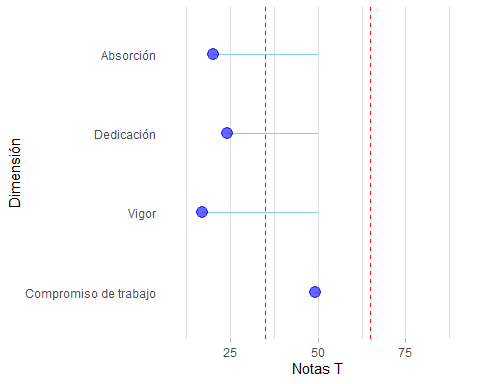 Absorción
Dedicación
Vigor
Compromiso de trabajo
Dimensión
25 50 75
Notas T